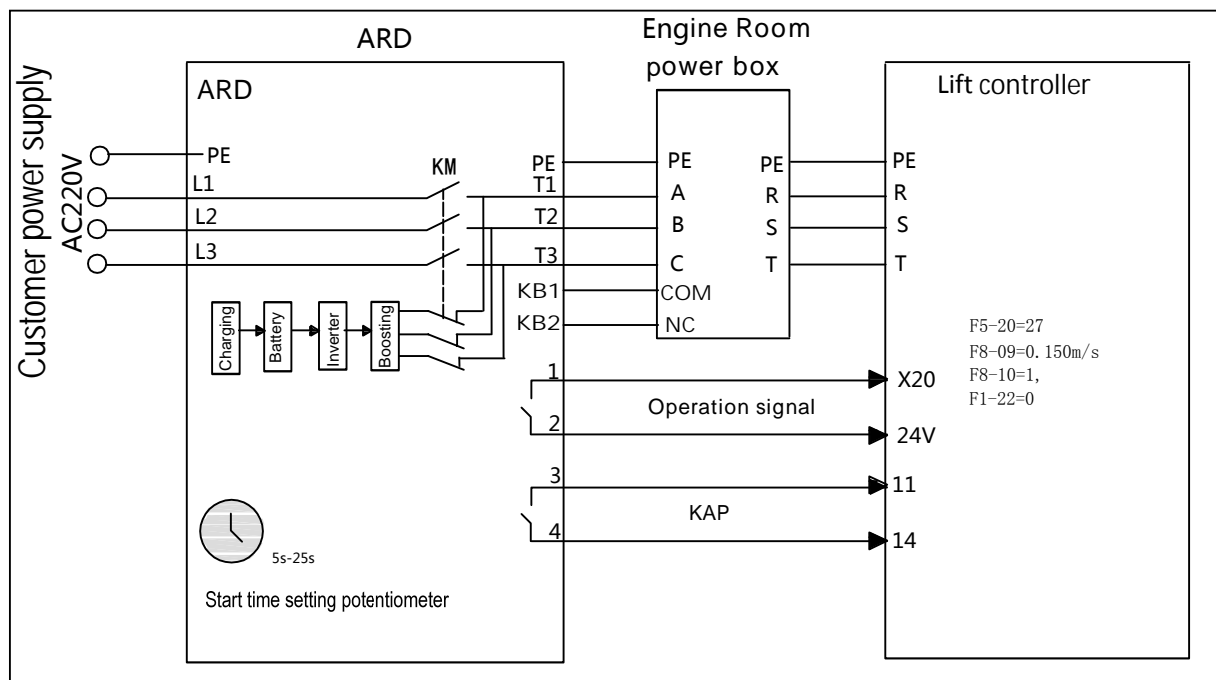 Customer power supply
AC220V
ARD
ARD
PE
L1
L2
L3
KM
PE
T1
T2
T3
KB1
KB2
Charging
Battery
Inverter
Boosting
5s-25s
Start time setting potentiometer
Engine Room
power box
PE
A
B
C
COM
NC
PE
R
S
T
1
Operation signal
2
3
KAP
4
Lift controller
PE
R
S
T
X20
24V
11
14
F5-20=27
F8-09=0.150m/s
F8-10=1,
F1-22=0